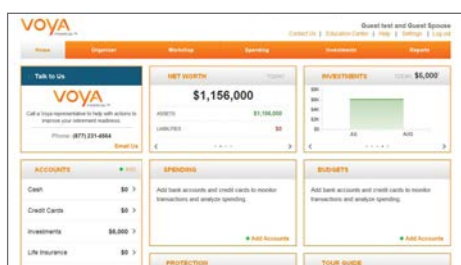 VOYA
FINANCIAL™
Guest test and Guest Spouse
Contact Us | Education Center | Help | Settings | Log out
Home Organizer Workshop Spending Investments Reports
Talk to Us
VOYA
FINANCIAL™
Call a Voya representative to help with actions to
improve your retirement readiness.
Phone: (877) 231-4864
Email Us
NET WORTH TODAY
$1,156,000
ASSETS $1,156,000
LIABILITIES $0
INVESTMENTS TODAY: $6,000
ACCOUNTS + Add
Cash $0
Credit Cards $0
Investments $6,000
Life Insurance $0
SPENDING
Add bank accounts and credit cards to monitor
transactions and analyze spending.
Add Accounts
BUDGETS
Add bank accounts and credit cards to monitor
transactions and analyze spending.
Add Accounts
PROTECTION
TOUR GUIDE